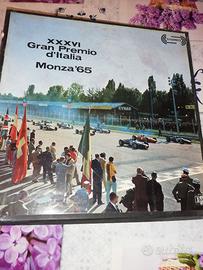 XXXVI
Gran Premio
d'Italia
Monza '65